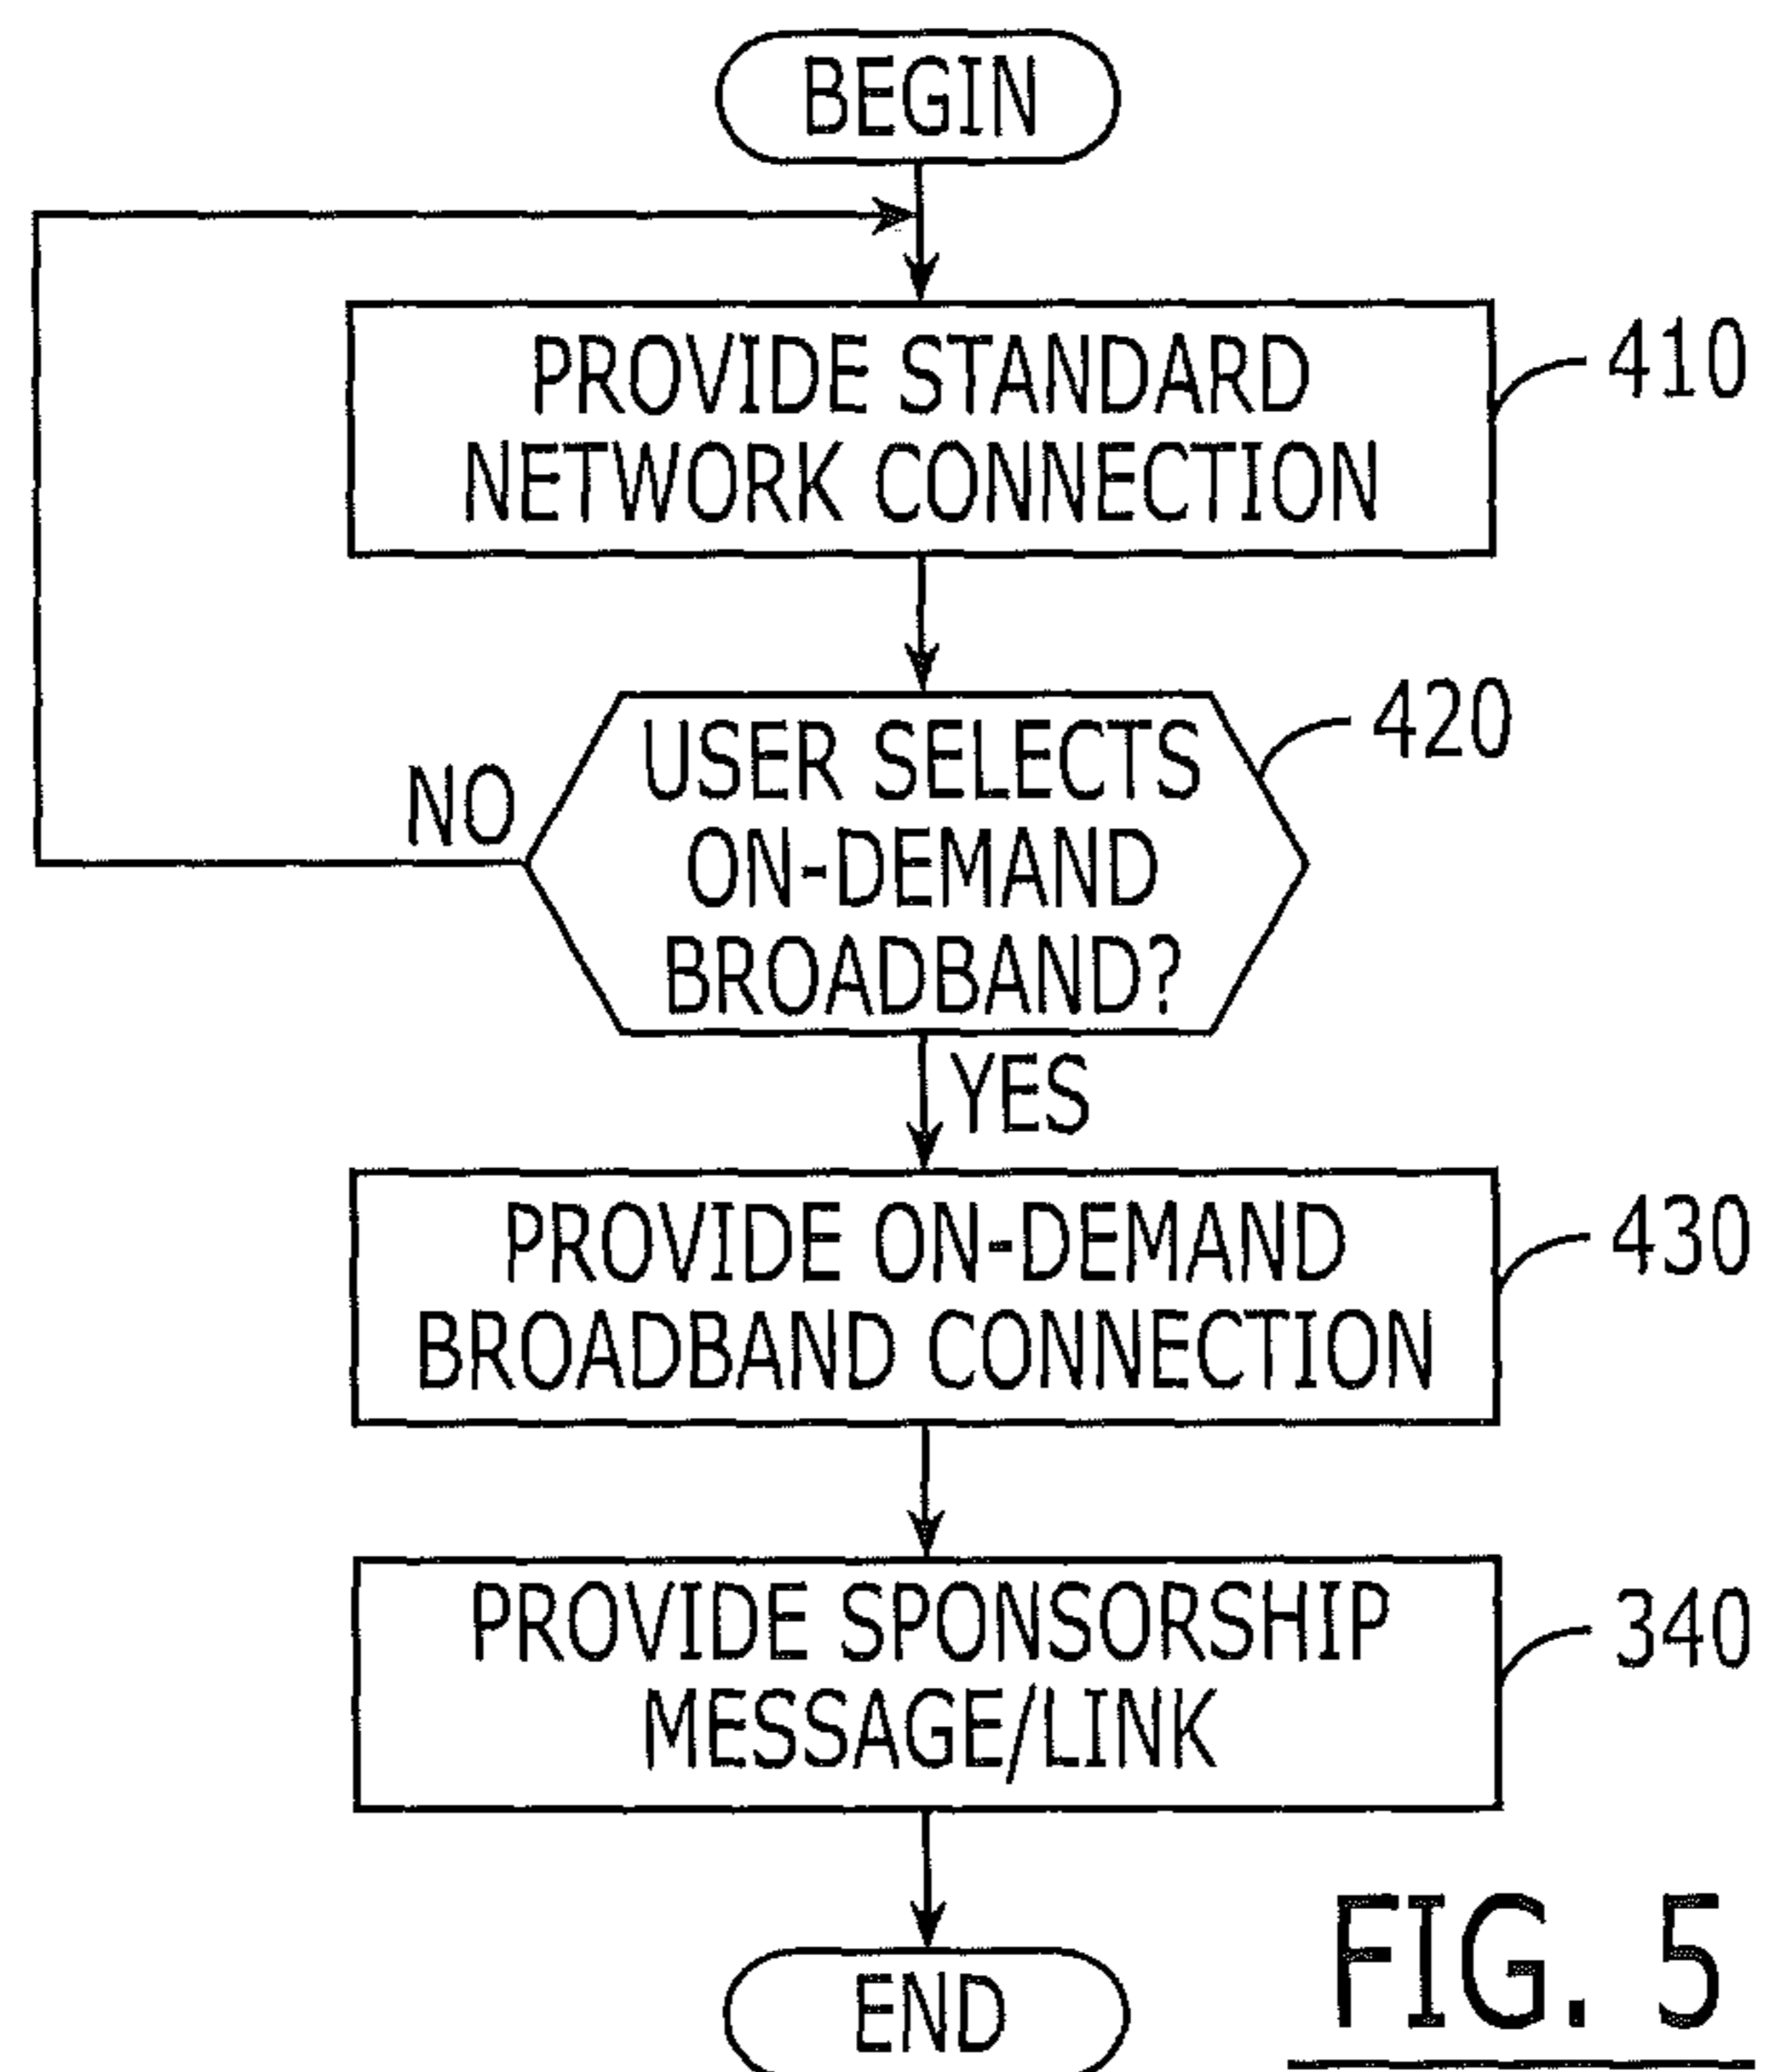 BEGIN
PROVIDE STANDARD
NETWORK CONNECTION
410
USER SELECTS
ON-DEMAND
BROADBAND?
420
NO
YES
PROVIDE ON-DEMAND
BROADBAND CONNECTION
430
PROVIDE SPONSORSHIP
MESSAGE/LINK
340
END
FIG. 5